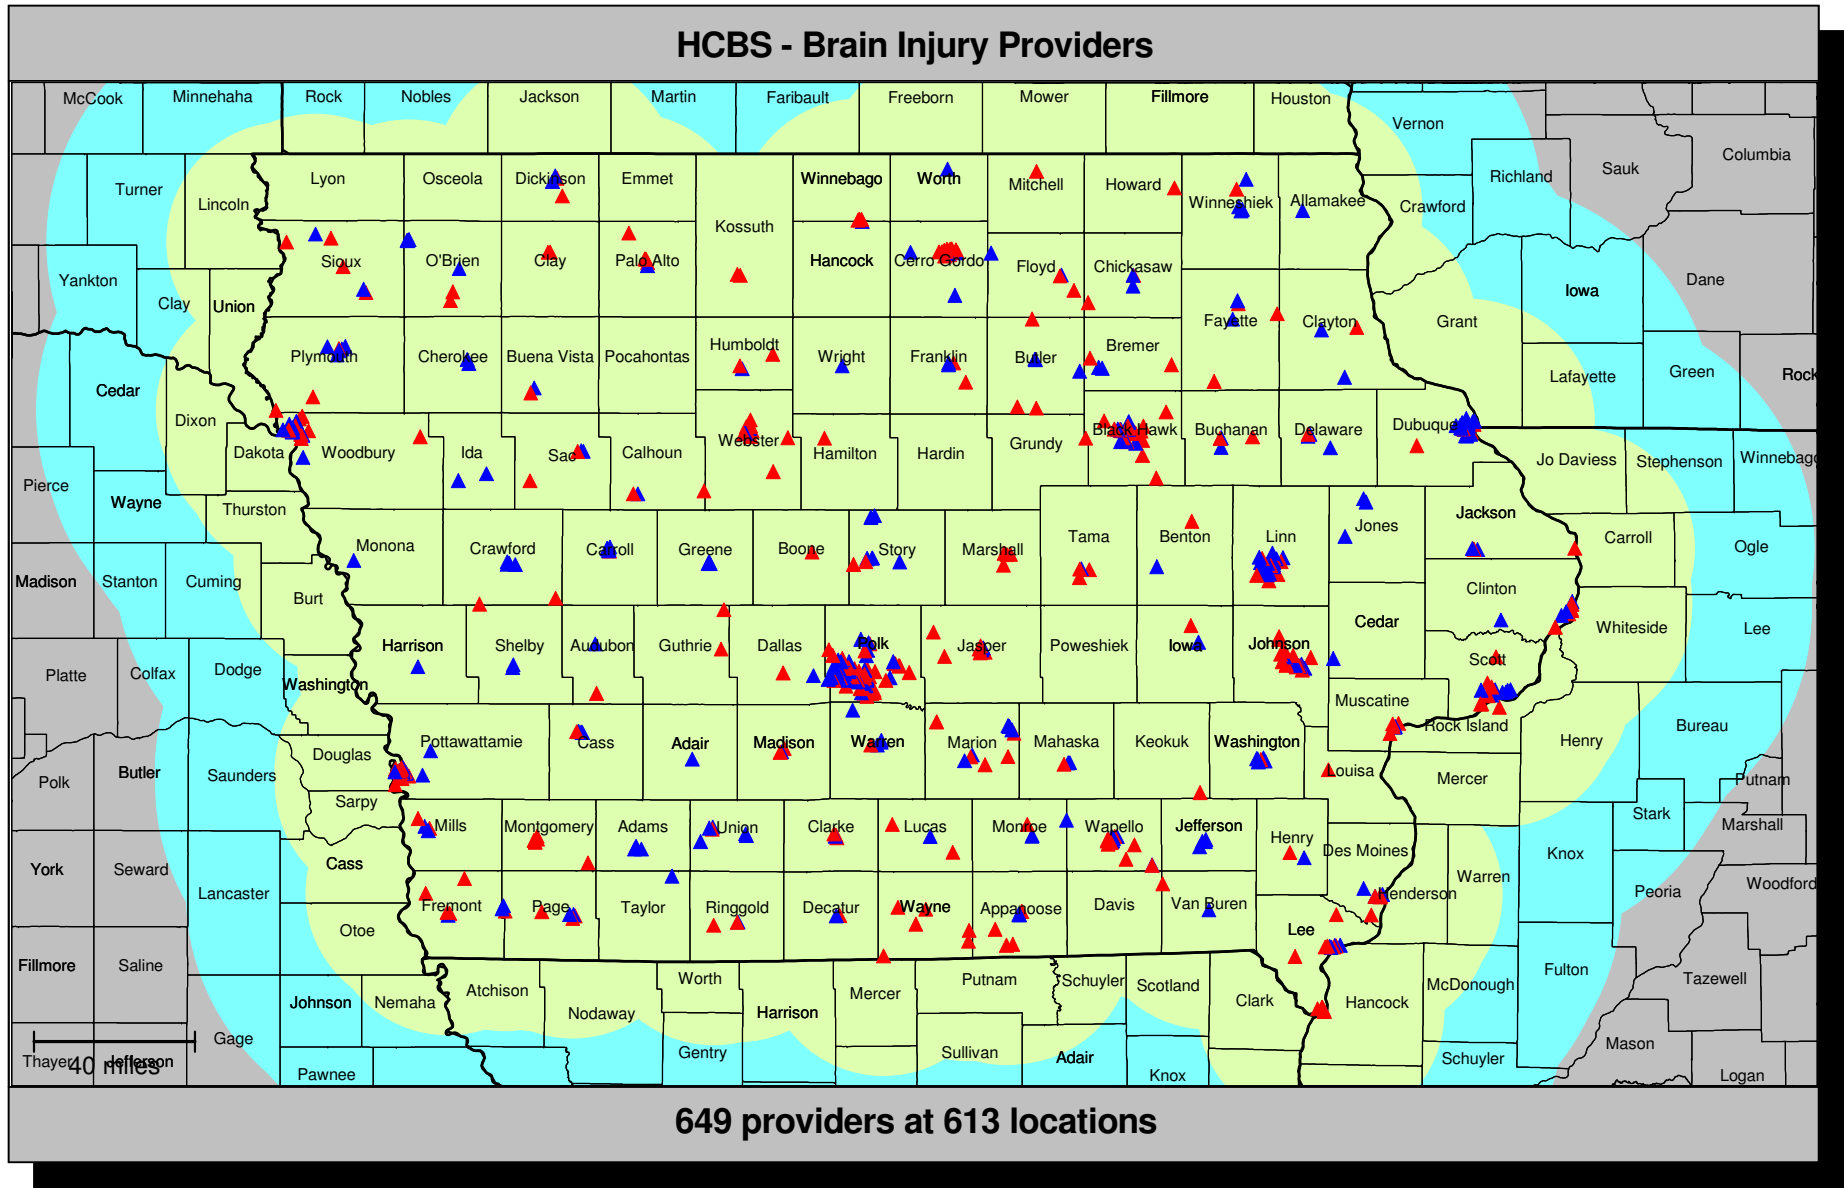 HCBS - Brain Injury Providers
McCook
Minnehaha
Rock
Nobles
Jackson
Martin
Faribault
Freeborn
Mower
Fillmore
Houston
Vernon
Richland
Sauk
Columbia
Turner
Lincoln
Lyon
Osceola
Dickinson
Emmet
Kossuth
Winnebago
Worth
Mitchell
Howard
Winneshiek
Allamakee
Crawford
Yankton
Clay
Union
Sioux
O'Brien
Clay
Palo Alto
Hancock
Cerro Gordo
Floyd
Chickasaw
Iowa
Dane
Grant
Cedar
Dixon
Plymouth
Cherokee
Buena Vista
Pocahontas
Humboldt
Wright
Franklin
Butler
Bremer
Fayette
Clayton
Lafayette
Green
Rock
Pierce
Wayne
Dakota
Woodbury
Ida
Sac
Calhoun
Webster
Hamilton
Hardin
Grundy
Black Hawk
Buchanan
Delaware
Dubuque
Jo Daviess
Stephenson
Winnebago
Thurston
Madison
Stanton
Cuming
Burt
Monona
Crawford
Carroll
Greene
Boone
Story
Marshall
Tama
Benton
Linn
Jones
Jackson
Carroll
Ogle
Clinton
Whiteside
Lee
Platte
Colfax
Dodge
Washington
Harrison
Shelby
Audubon
Guthrie
Dallas
Polk
Jasper
Poweshiek
Iowa
Johnson
Cedar
Scott
Muscatine
Rock Island
Henry
Bureau
Polk
Butler
Saunders
Douglas
Sarpy
Pottawattamie
Cass
Adair
Madison
Warren
Marion
Mahaska
Keokuk
Washington
Louisa
Mercer
Putnam
Stark
Marshall
York
Seward
Lancaster
Cass
Mills
Montgomery
Adams
Union
Clarke
Lucas
Monroe
Wapello
Jefferson
Henry
Des Moines
Warren
Henderson
Knox
Peoria
Woodford
Otoe
Fremont
Page
Taylor
Ringgold
Decatur
Wayne
Appanoose
Davis
Van Buren
Lee
Fillmore
Saline
Johnson
Nemaha
Atchison
Nodaway
Worth
Harrison
Mercer
Putnam
Schuyler
Scotland
Clark
Hancock
McDonough
Fulton
Tazewell
Gage
Thayer
Jefferson
40 miles
Pawnee
Gentry
Sullivan
Adair
Knox
Schuyler
Mason
Logan
649 providers at 613 locations